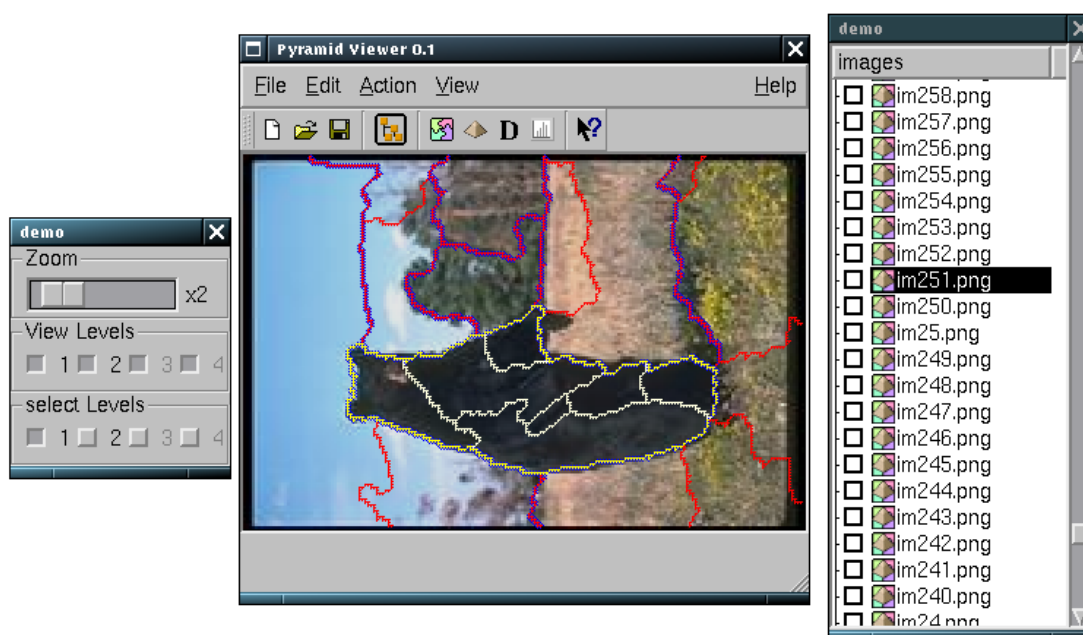 demo
Zoom
x2
View Levels
1 2 3 4
select Levels
1 2 3 4
Pyramid Viewer 0.1
File Edit Action View Help
D ?
demo
images
im258.png
im257.png
im256.png
im255.png
im254.png
im253.png
im252.png
im251.png
im250.png
im25.png
im249.png
im248.png
im247.png
im246.png
im245.png
im244.png
im243.png
im242.png
im241.png
im240.png
im24.png